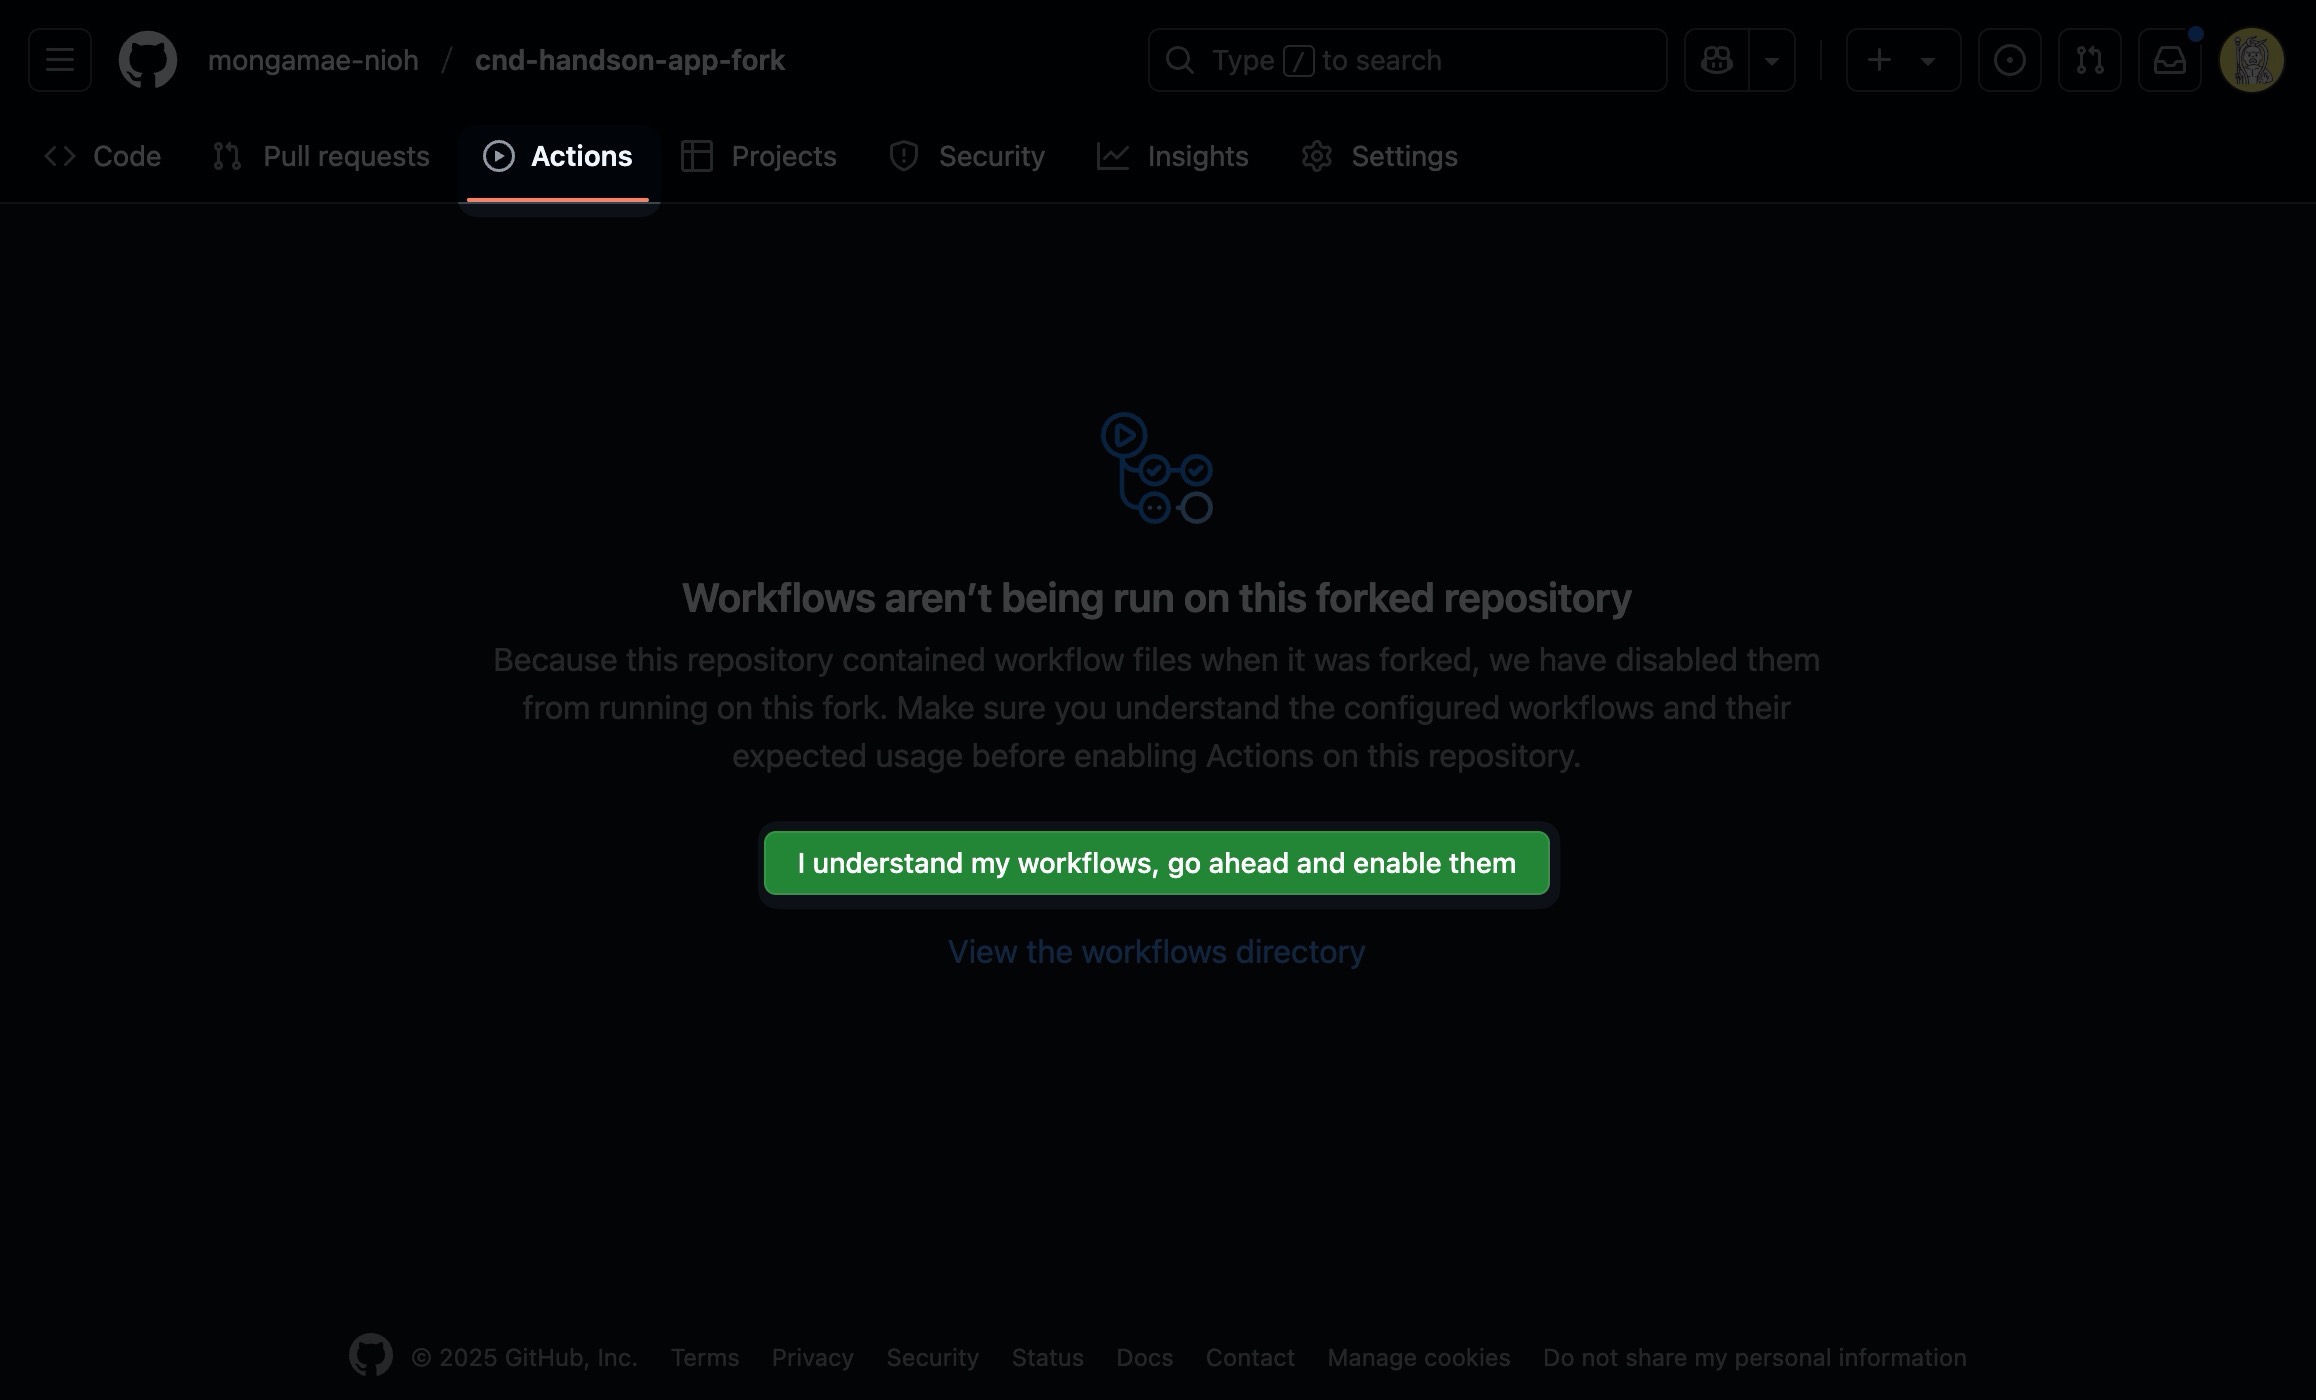 mongamae-nioh / cnd-handson-app-fork
Type / to search
Code Pull requests Actions Projects Security Insights Settings
Workflows aren’t being run on this forked repository
Because this repository contained workflow files when it was forked, we have disabled them
from running on this fork. Make sure you understand the configured workflows and their
expected usage before enabling Actions on this repository.
I understand my workflows, go ahead and enable them
View the workflows directory
© 2025 GitHub, Inc. Terms Privacy Security Status Docs Contact Manage cookies Do not share my personal information